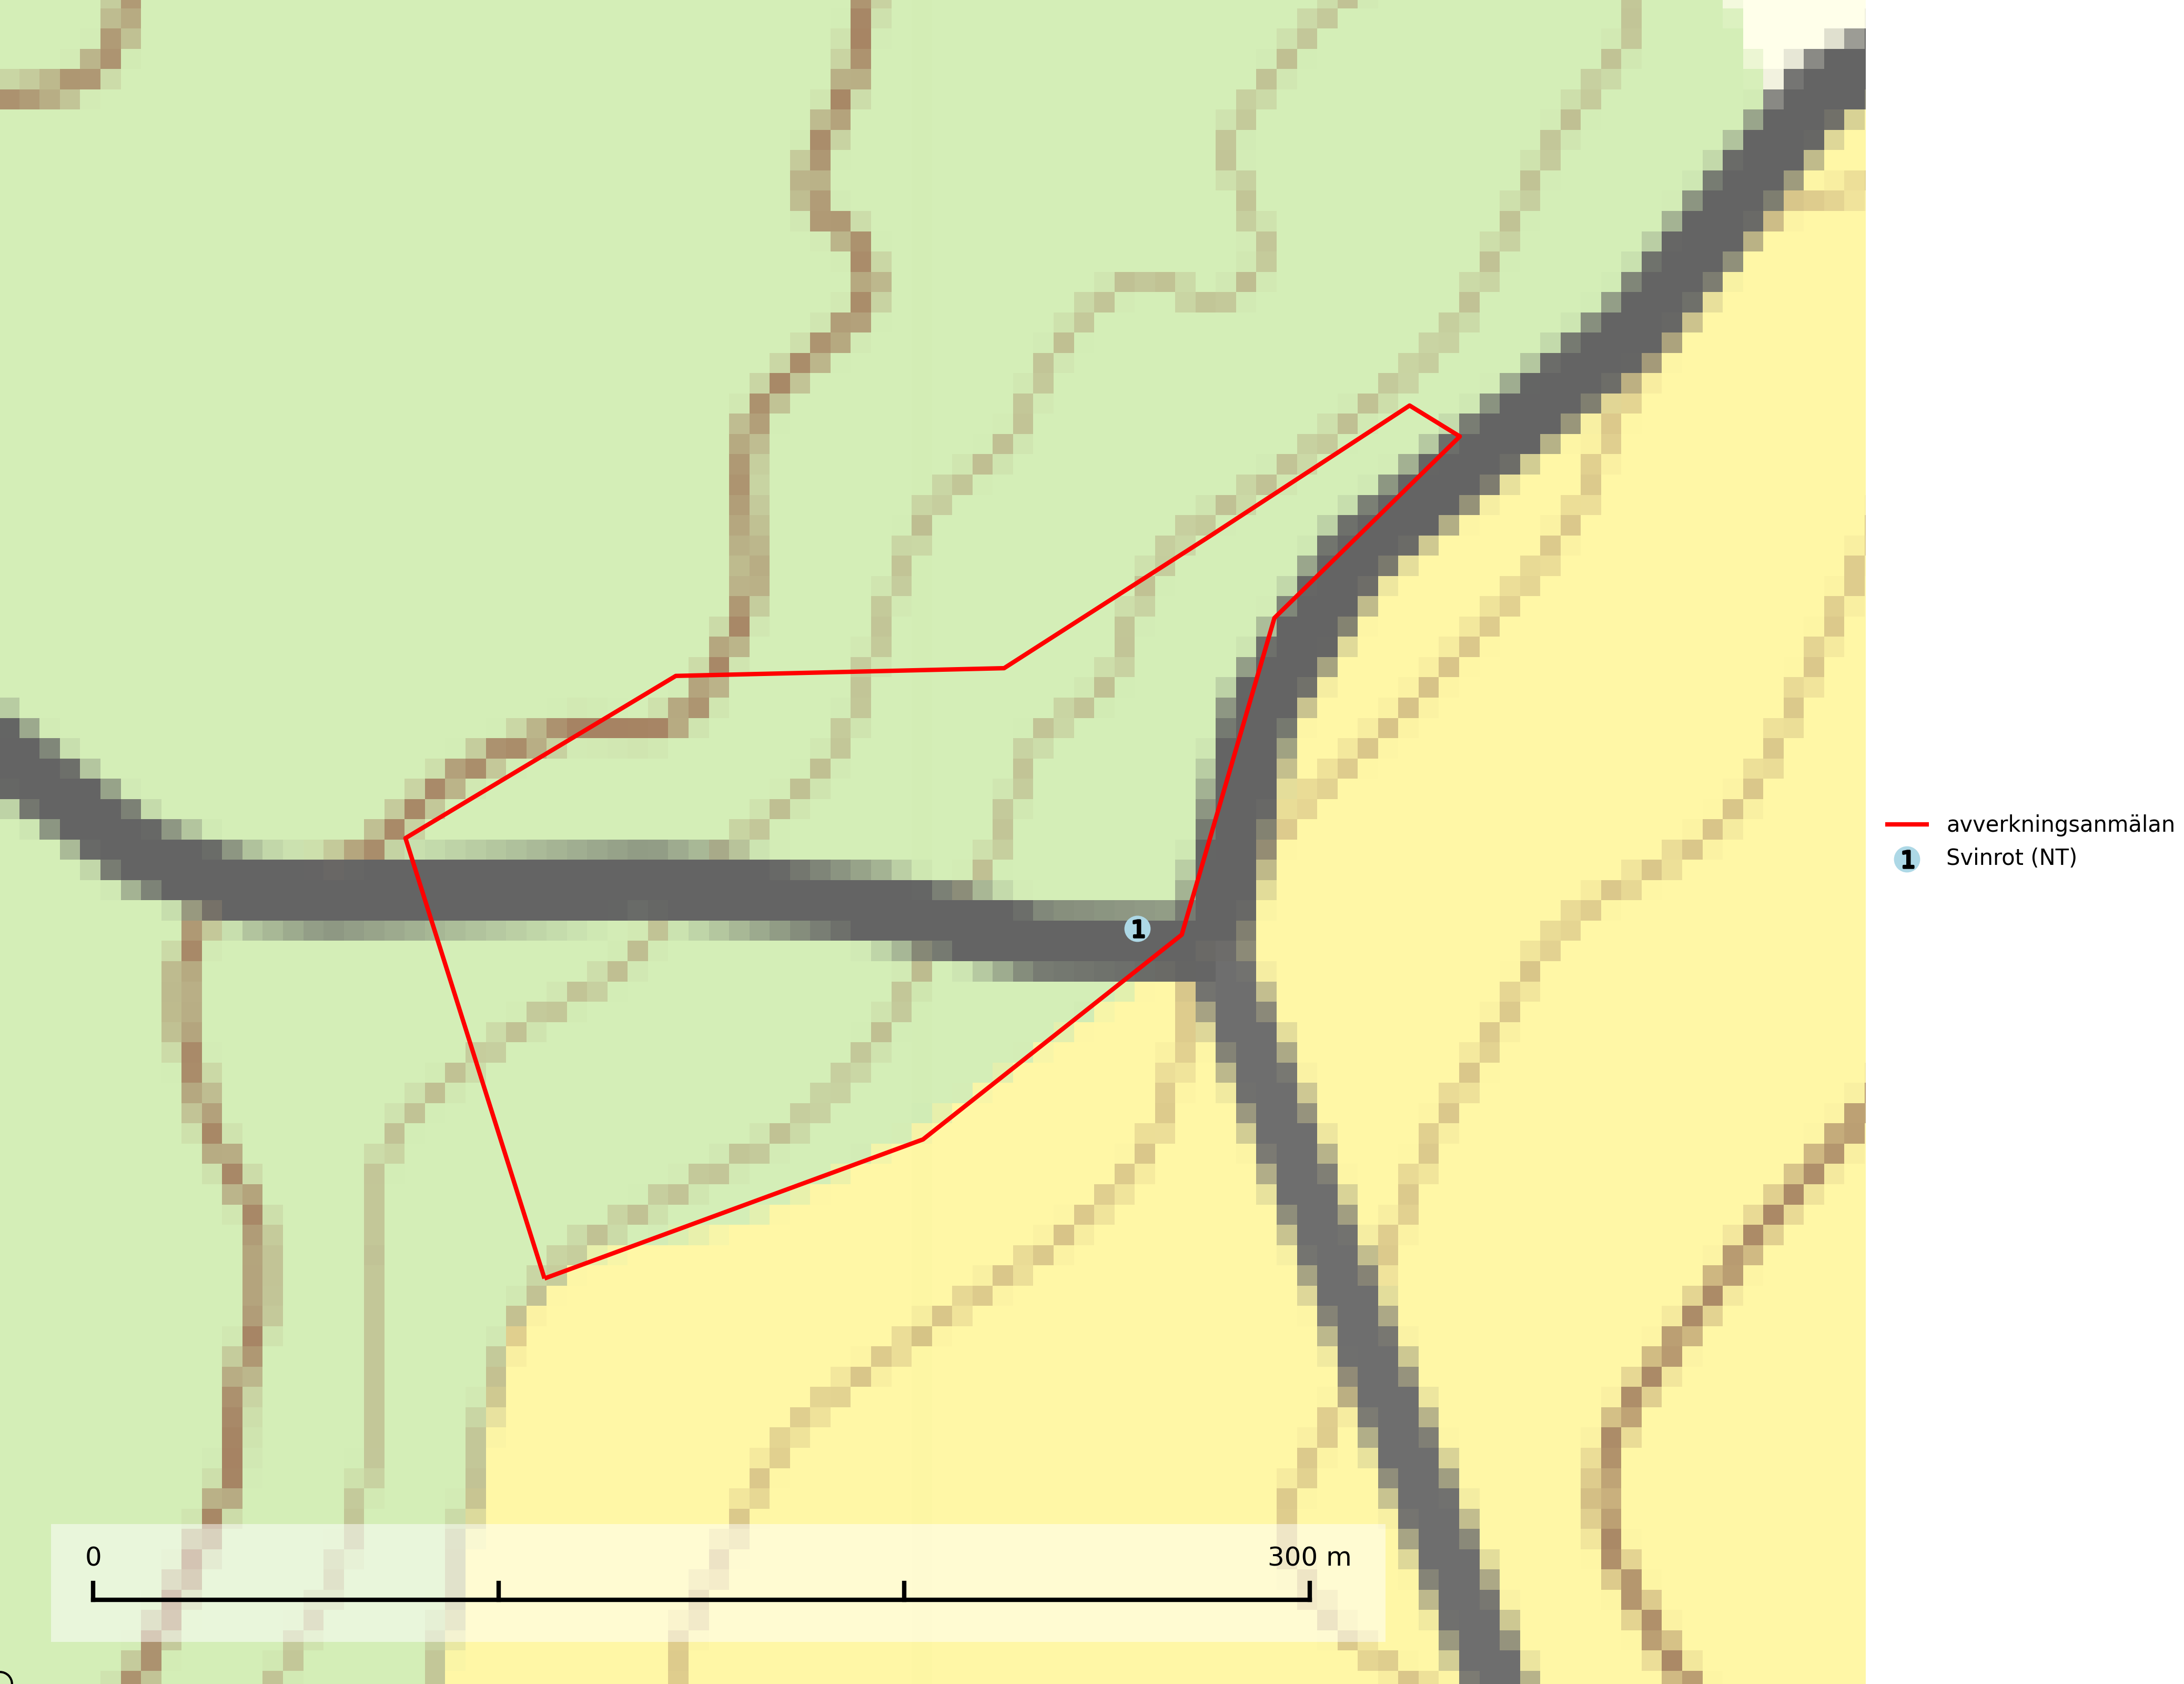 1
avverkningsanmälan
1 Svinrot (NT)
0 300 m